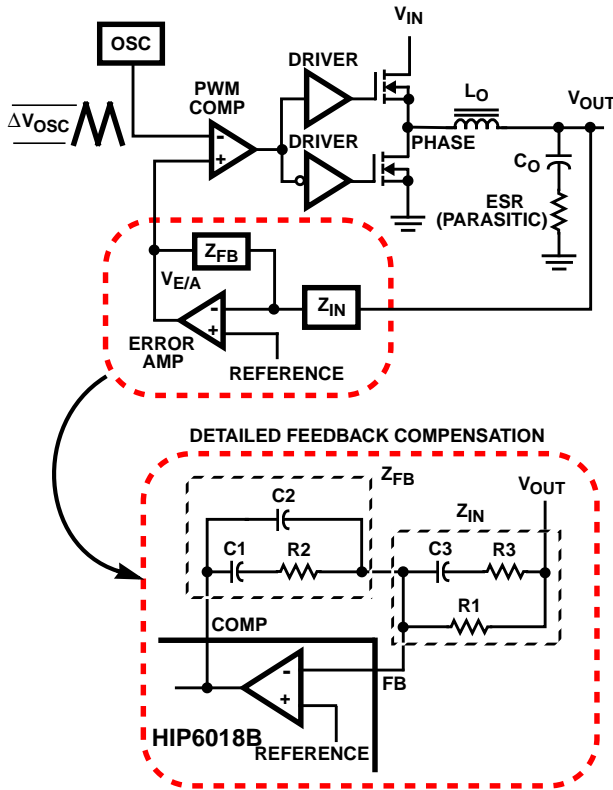 OSC
ΔVOSC
PWM
COMP
-
+
DRIVER
DRIVER
VIN
PHASE
LO
VOUT
CO
ESR
(PARASITIC)
ZFB
VE/A
-
+
ERROR
AMP
ZIN
REFERENCE
DETAILED FEEDBACK COMPENSATION
ZFB
C2
C1
R2
ZIN
VOUT
C3
R3
R1
COMP
-
+
FB
HIP6018B
REFERENCE